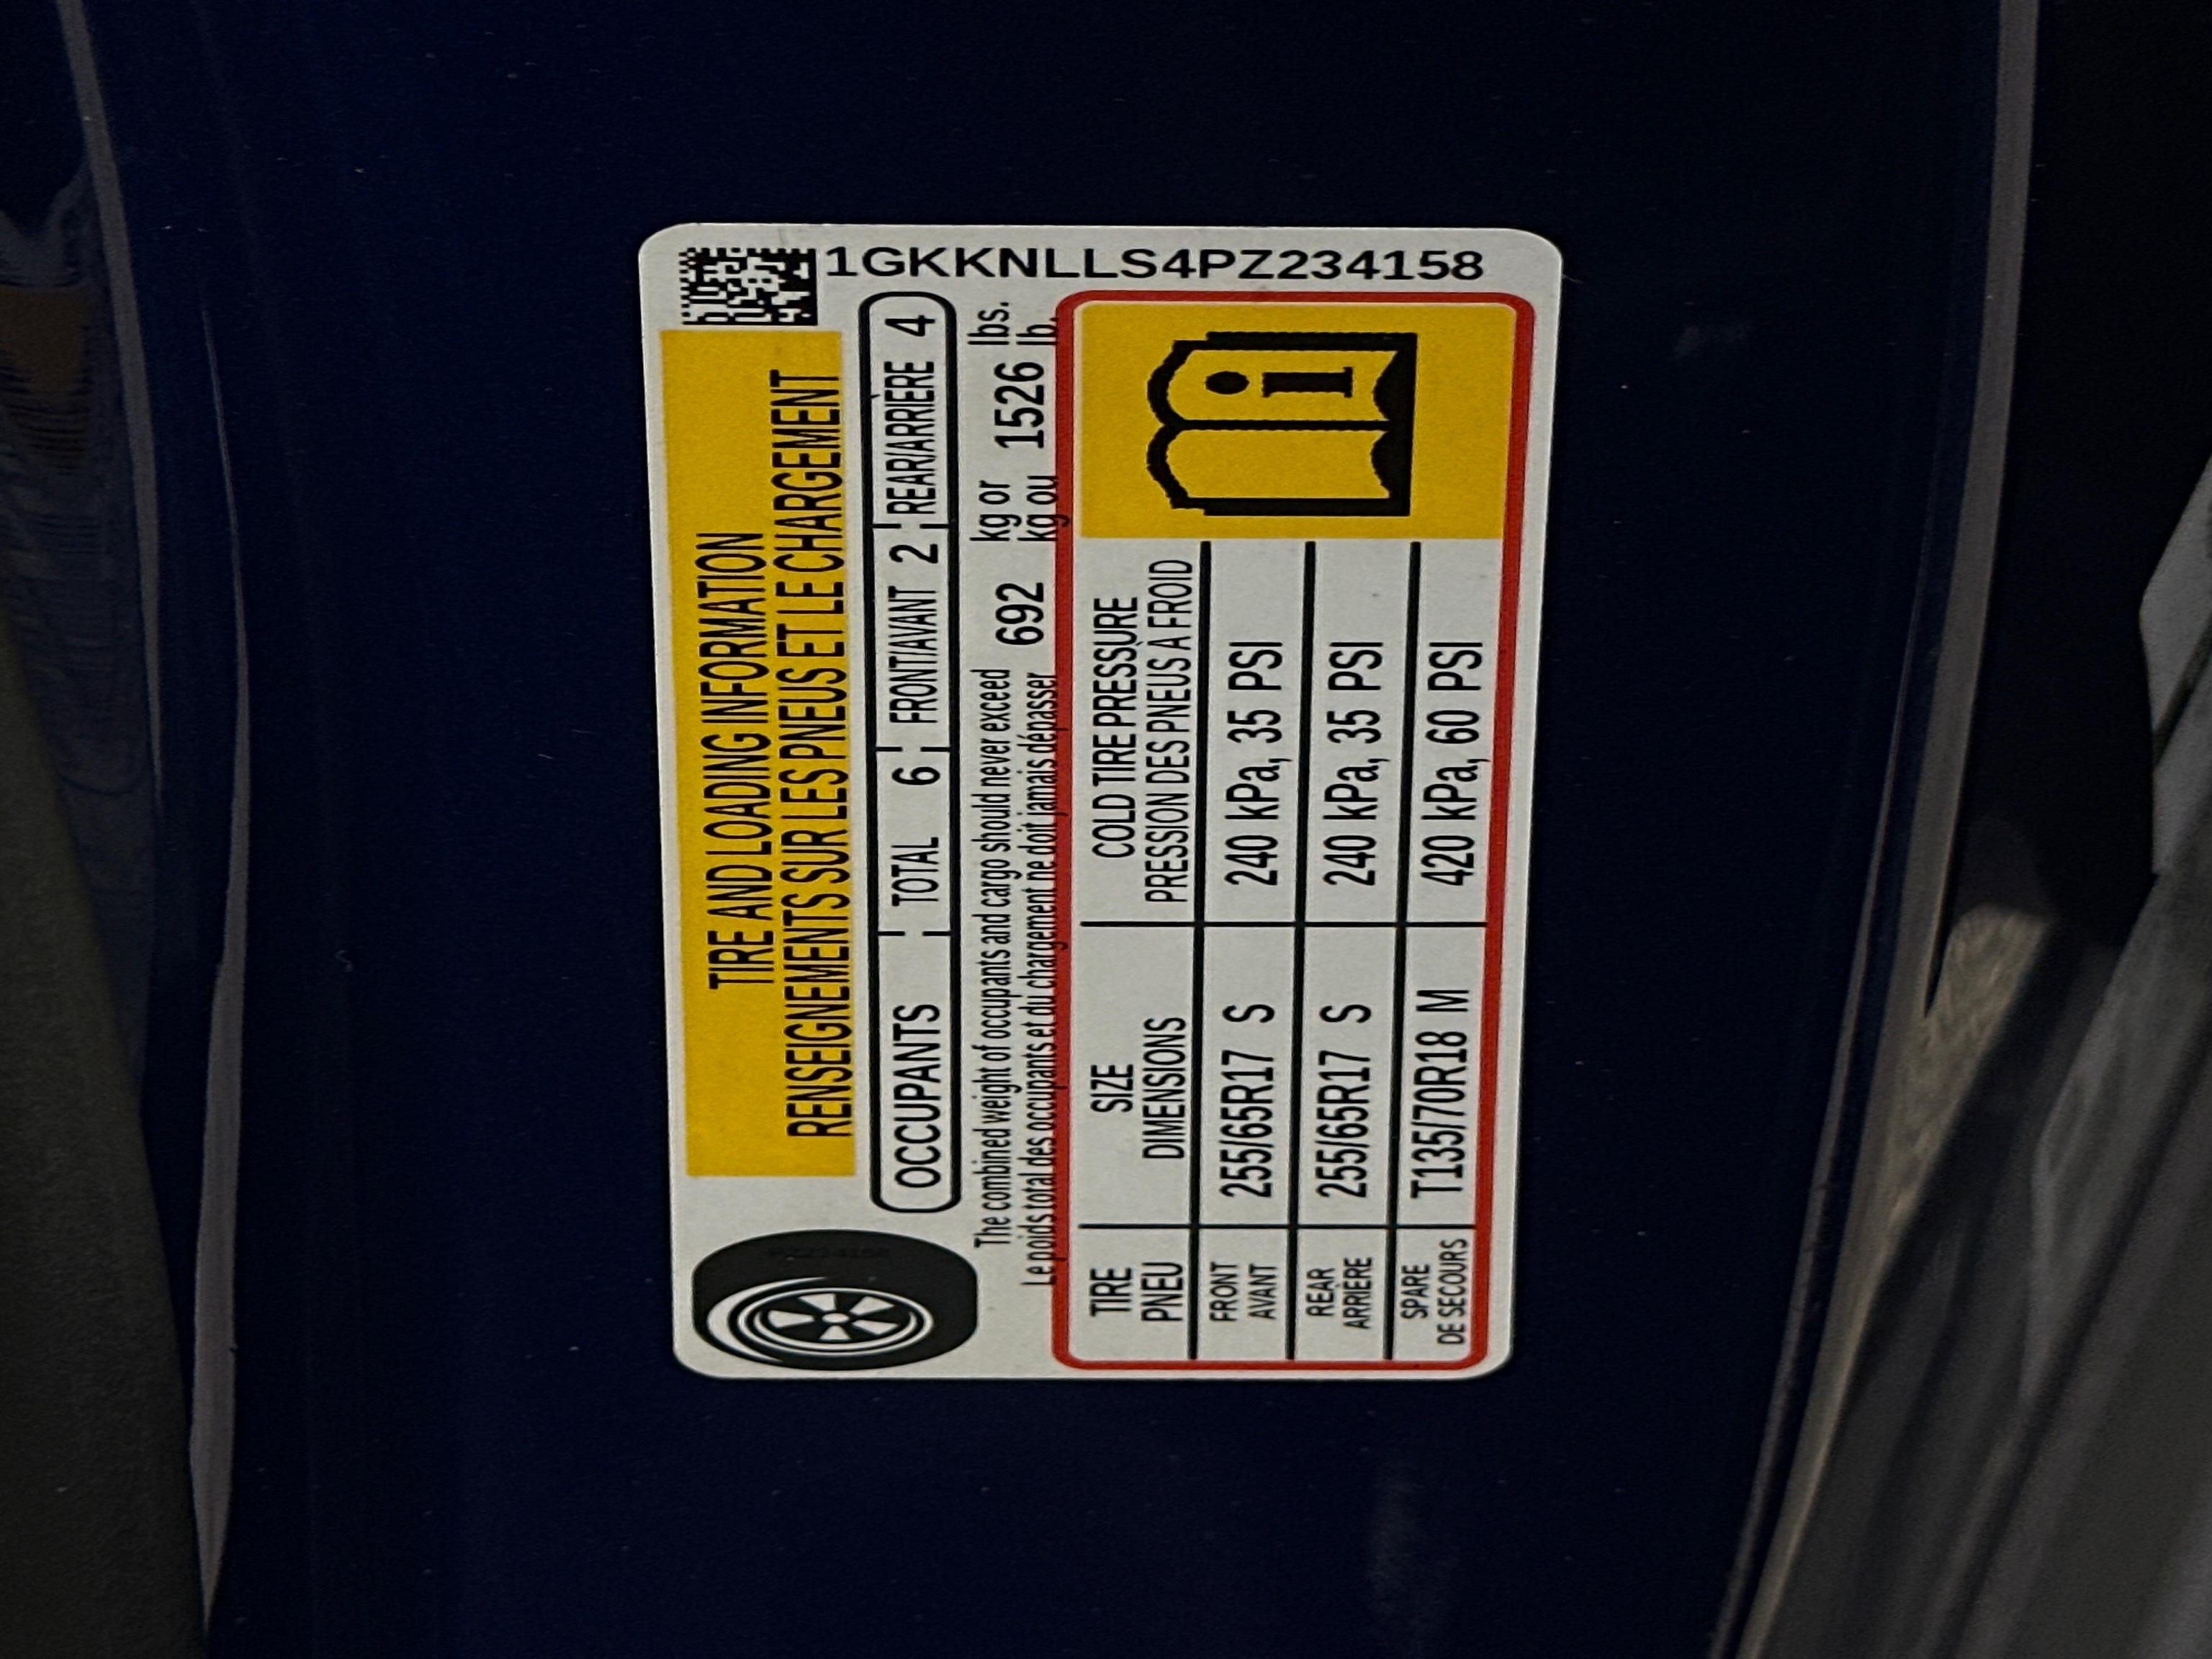 TIRE AND LOADING INFORMATION
RENSEIGNEMENTS SUR LES PNEUS ET LE CHARGEMENT
OCCUPANTS TOTAL 6 FRONT/AVANT 2 REAR/ARRIÈRE 4
The combined weight of occupants and cargo should never exceed 692 kg or 1526 lbs.
Le poids total des occupants et du chargement ne doit jamais dépasser kg ou lb.
TIRE SIZE COLD TIRE PRESSURE
PNEU DIMENSIONS PRESSION DES PNEUS À FROID
FRONT
AVANT 255/65R17 S 240 kPa, 35 PSI
REAR
ARRIÈRE 255/65R17 S 240 kPa, 35 PSI
SPARE
DE SECOURS T135/70R18 M 420 kPa, 60 PSI
1GKKNLLS4PZ234158